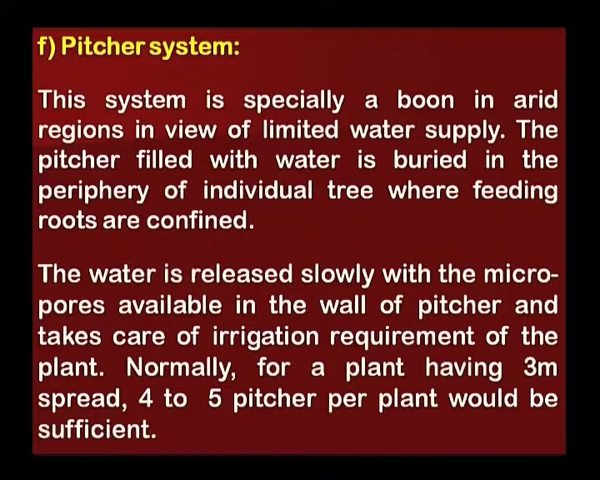 f) Pitcher system:
This system is specially a boon in arid
regions in view of limited water supply. The
pitcher filled with water is buried in the
periphery of individual tree where feeding
roots are confined.
The water is released slowly with the micro-
pores available in the wall of pitcher and
takes care of irrigation requirement of the
plant. Normally, for a plant having 3m
spread, 4 to 5 pitcher per plant would be
sufficient.